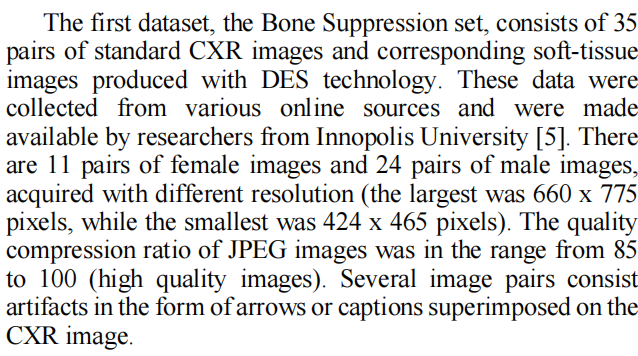 The first dataset, the Bone Suppression set, consists of 35
pairs of standard CXR images and corresponding soft-tissue
images produced with DES technology. These data were
collected from various online sources and were made
available by researchers from Innopolis University [5]. There
are 11 pairs of female images and 24 pairs of male images,
acquired with different resolution (the largest was 660 x 775
pixels, while the smallest was 424 x 465 pixels). The quality
compression ratio of JPEG images was in the range from 85
to 100 (high quality images). Several image pairs consist
artifacts in the form of arrows or captions superimposed on the
CXR image.